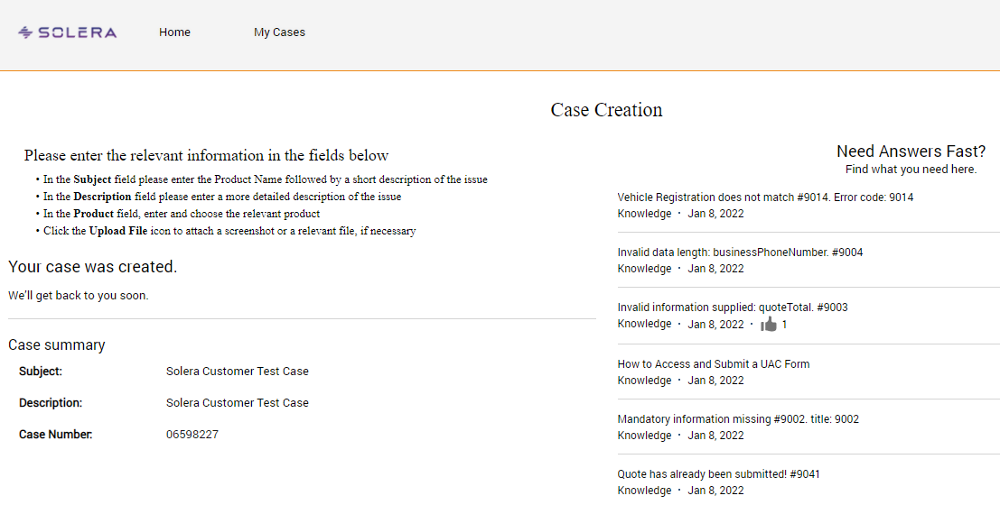 SOLERA
Home
My Cases
Case Creation
Please enter the relevant information in the fields below
• In the Subject field please enter the Product Name followed by a short description of the issue
• In the Description field please enter a more detailed description of the issue
• In the Product field, enter and choose the relevant product
• Click the Upload File icon to attach a screenshot or a relevant file, if necessary
Your case was created.
We'll get back to you soon.
Case summary
Subject: Solera Customer Test Case
Description: Solera Customer Test Case
Case Number: 06598227
Need Answers Fast?
Find what you need here.
Vehicle Registration does not match #9014. Error code: 9014
Knowledge · Jan 8, 2022
Invalid data length: businessPhoneNumber. #9004
Knowledge · Jan 8, 2022
Invalid information supplied: quoteTotal. #9003
Knowledge · Jan 8, 2022 · 1
How to Access and Submit a UAC Form
Knowledge · Jan 8, 2022
Mandatory information missing #9002. title: 9002
Knowledge · Jan 8, 2022
Quote has already been submitted! #9041
Knowledge · Jan 8, 2022